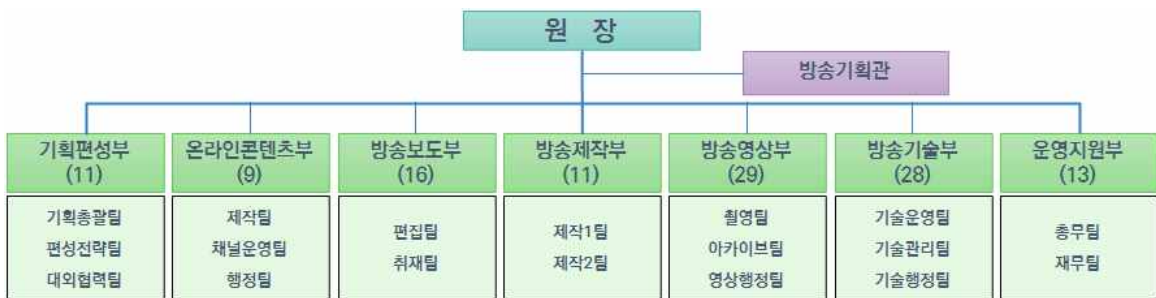 원 장
방송기획관
기획편성부
(11)
온라인콘텐츠부
(9)
방송보도부
(16)
방송제작부
(11)
방송영상부
(29)
방송기술부
(28)
운영지원부
(13)
기획총괄팀
편성전략팀
대외협력팀
제작팀
채널운영팀
행정팀
편집팀
취재팀
제작1팀
제작2팀
촬영팀
아카이브팀
영상행정팀
기술운영팀
기술관리팀
기술행정팀
총무팀
재무팀